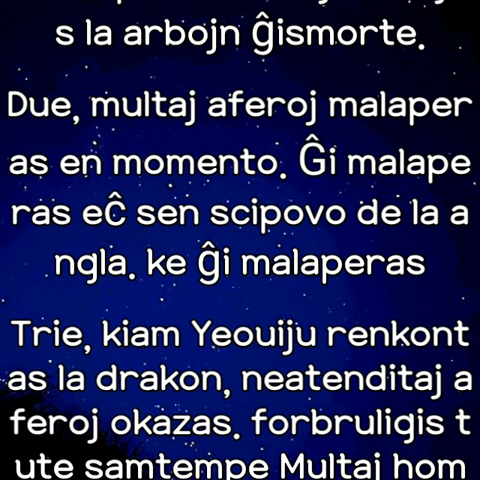 s la arbojn ĝismorte.
Due, multaj aferoj malaper
as en momento. Ĝi malape
ras eĈ sen scipovo de la a
ngla. ke ĝi malaperas
Trie, kiam Yeouiju renkont
as la drakon, neatenditaj a
feroj okazas. forbruligis t
ute samtempe Multaj hom